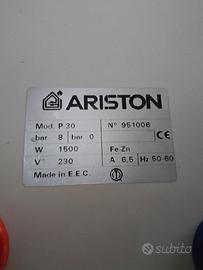 ARISTON
Mod. P 30 N° 951006
bar 8 bar 0 CE
W 1500 Fe-Zn
V~ 230 A 6,5 Hz 50-60
Made in E.E.C.
subito